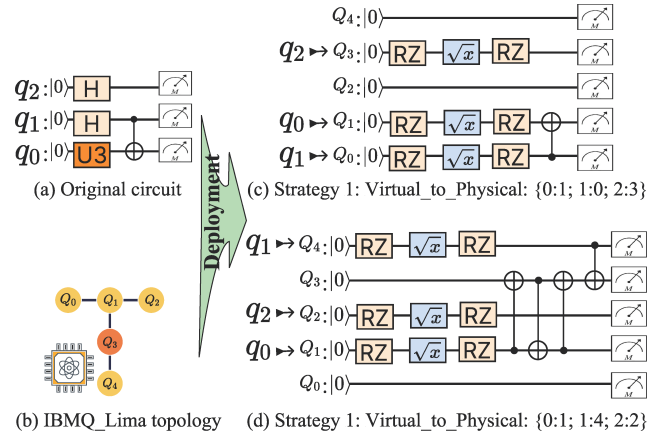 q2:|0⟩ H M
q1:|0⟩ H M
q0:|0⟩ U3 M
(a) Original circuit
Q0 Q1 Q2
Q3
Q4
(b) IBMQ_Lima topology
Deployment
Q4:|0⟩ M
q2 Q3:|0⟩ RZ √x RZ M
Q2:|0⟩ M
q0 Q1:|0⟩ RZ √x RZ M
q1 Q0:|0⟩ RZ √x RZ M
(c) Strategy 1: Virtual_to_Physical: {0:1; 1:0; 2:3}
q1 Q4:|0⟩ RZ √x RZ M
Q3:|0⟩ M
q2 Q2:|0⟩ RZ √x RZ M
q0 Q1:|0⟩ RZ √x RZ M
Q0:|0⟩ M
(d) Strategy 1: Virtual_to_Physical: {0:1; 1:4; 2:2}